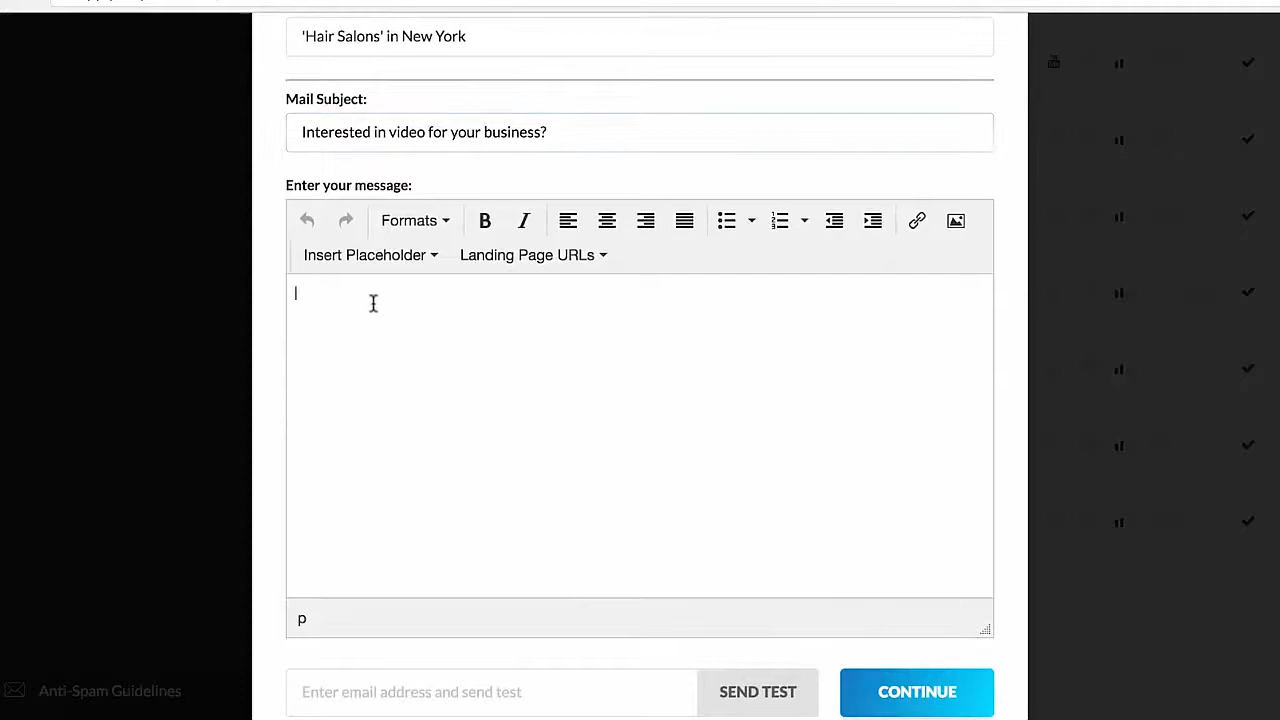 'Hair Salons' in New York
Mail Subject:
Interested in video for your business?
Enter your message:
Formats
Insert Placeholder Landing Page URLs
p
Enter email address and send test SEND TEST CONTINUE
Anti-Spam Guidelines